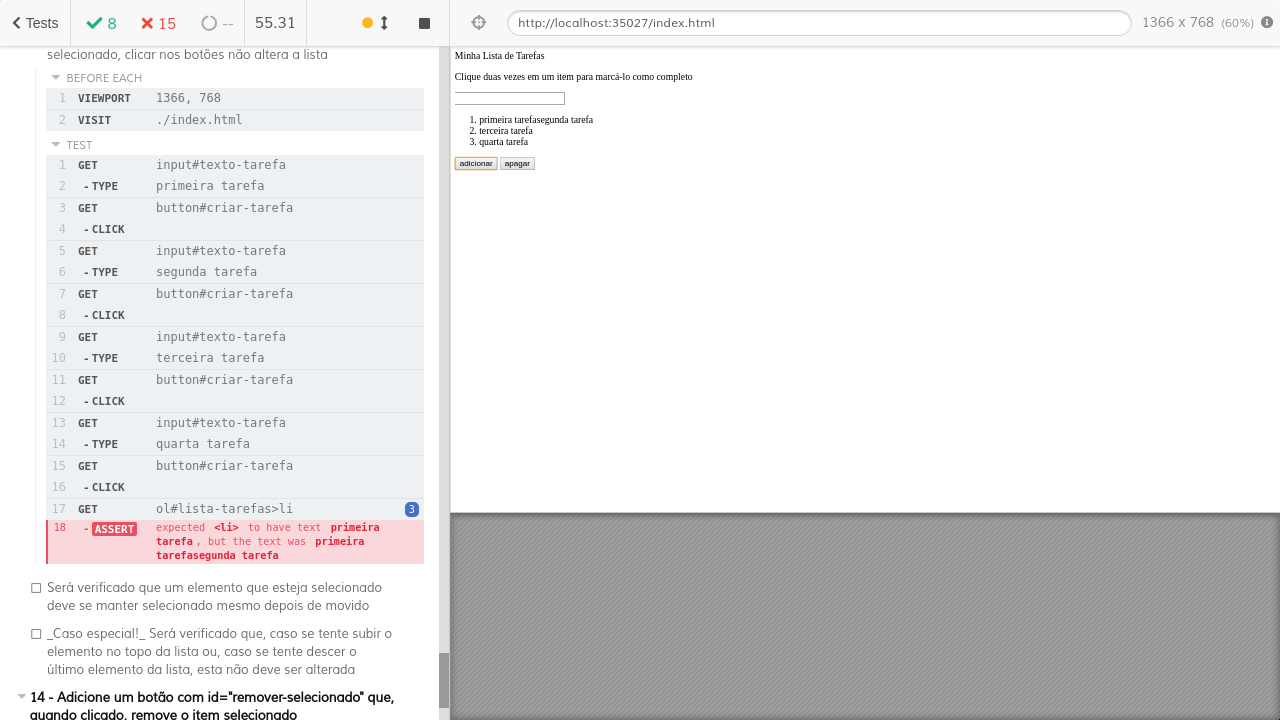 Tests 8 15 -- 55.31 http://localhost:35027/index.html 1366 x 768 (60%)
selecionado, clicar nos botões não altera a lista
BEFORE EACH
1 VIEWPORT 1366, 768
2 VISIT ./index.html
TEST
1 GET input#texto-tarefa
2 -TYPE primeira tarefa
3 GET button#criar-tarefa
4 -CLICK
5 GET input#texto-tarefa
6 -TYPE segunda tarefa
7 GET button#criar-tarefa
8 -CLICK
9 GET input#texto-tarefa
10 -TYPE terceira tarefa
11 GET button#criar-tarefa
12 -CLICK
13 GET input#texto-tarefa
14 -TYPE quarta tarefa
15 GET button#criar-tarefa
16 -CLICK
17 GET ol#lista-tarefas>li 3
18 -ASSERT expected <li> to have text primeira
tarefa, but the text was primeira
tarefasegunda tarefa
Será verificado que um elemento que esteja selecionado
deve se manter selecionado mesmo depois de movido
_Caso especial!_ Será verificado que, caso se tente subir o
elemento no topo da lista ou, caso se tente descer o
último elemento da lista, esta não deve ser alterada
14 - Adicione um botão com id="remover-selecionado" que,
quando clicado, remove o item selecionado
Minha Lista de Tarefas
Clique duas vezes em um item para marcá-lo como completo
1. primeira tarefasegunda tarefa
2. terceira tarefa
3. quarta tarefa
adicionar apagar